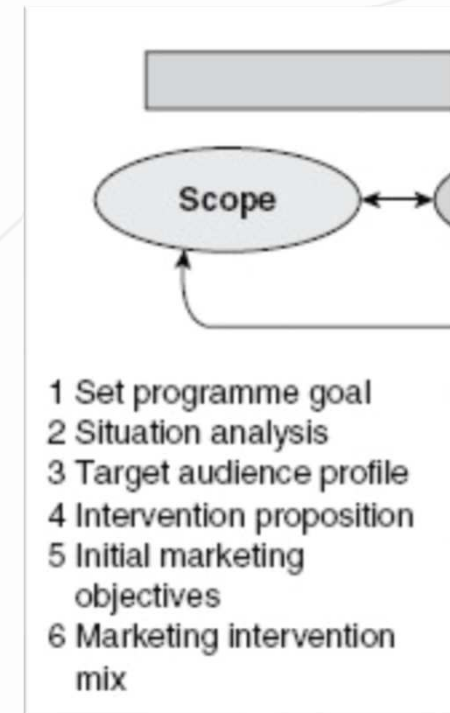 Scope
1 Set programme goal
2 Situation analysis
3 Target audience profile
4 Intervention proposition
5 Initial marketing
objectives
6 Marketing intervention
mix